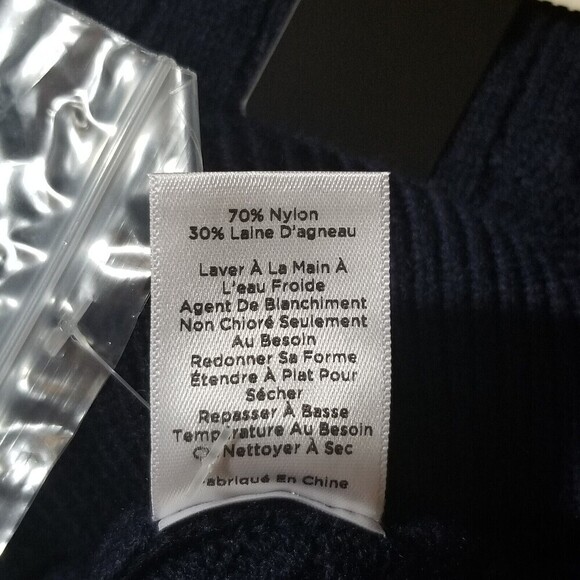 70% Nylon
30% Laine D'agneau
Laver À La Main À
L'eau Froide
Agent De Blanchiment
Non Chloré Seulement
Au Besoin
Redonner Sa Forme
Étendre À Plat Pour
Sécher
Repasser À Basse
Température Au Besoin
Ou Nettoyer À Sec
Fabriqué En Chine